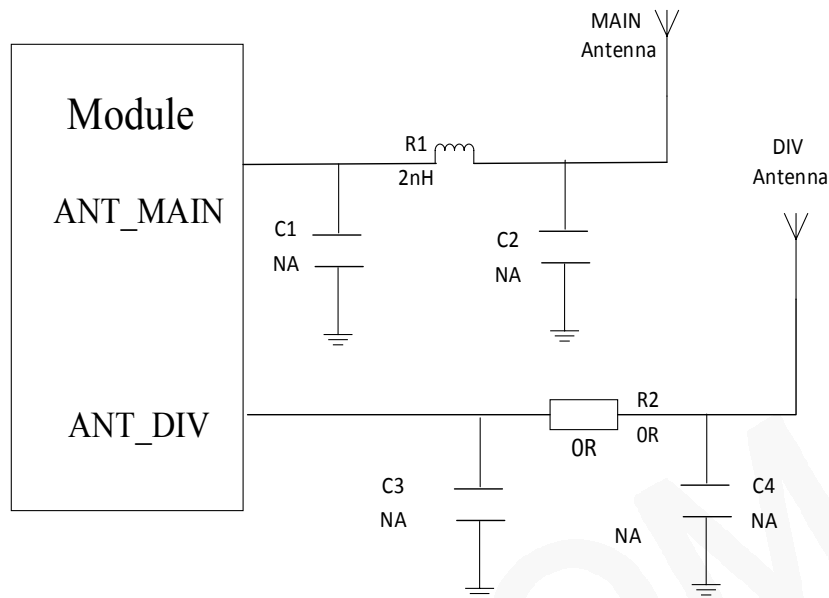 MAIN
Antenna
Module
R1
2nH
DIV
Antenna
ANT_MAIN
C1
NA
C2
NA
ANT_DIV
R2
0R
0R
C3
NA
C4
NA
NA